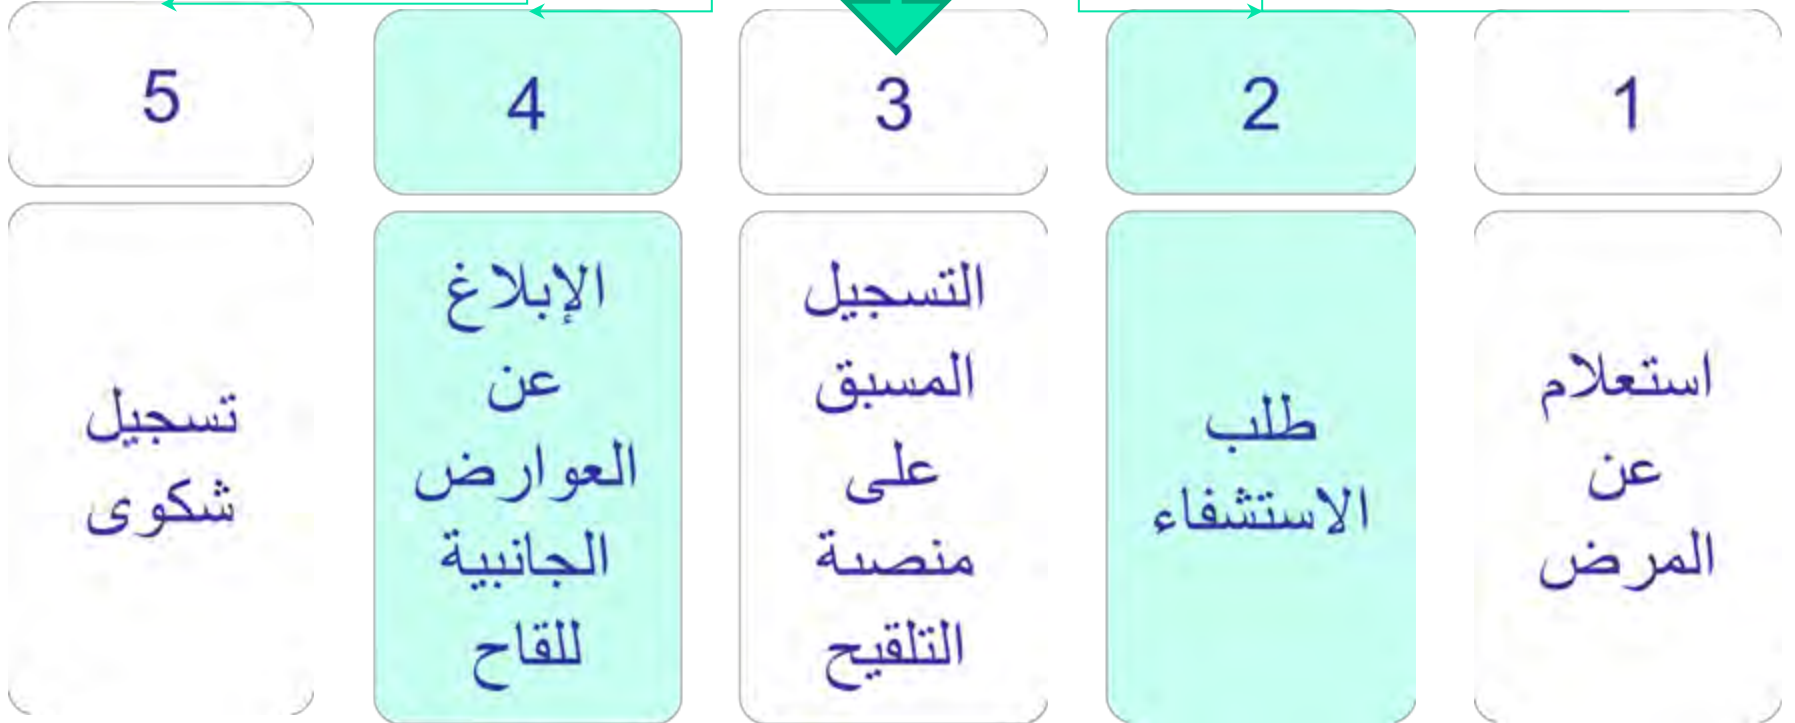 1
استعلام
عن
المرض
2
طلب
الاستشفاء
3
التسجيل
المسبق
على
منصة
التلقيح
4
الإبلاغ
عن
العوارض
الجانبية
للقاح
5
تسجيل
شكوى